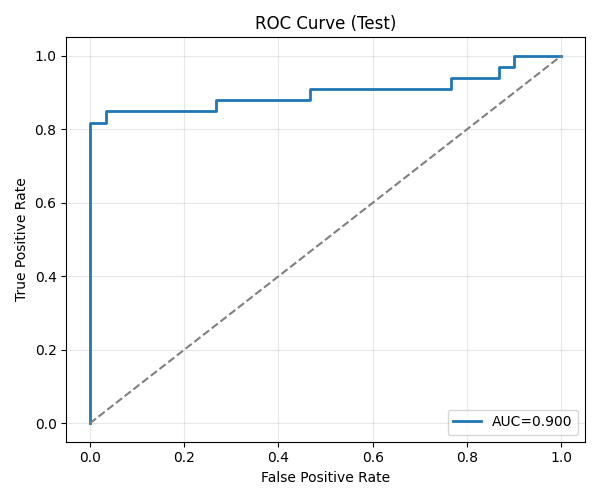 ROC Curve (Test)
True Positive Rate
1.0
0.8
0.6
0.4
0.2
0.0
AUC=0.900
0.0 0.2 0.4 0.6 0.8 1.0
False Positive Rate